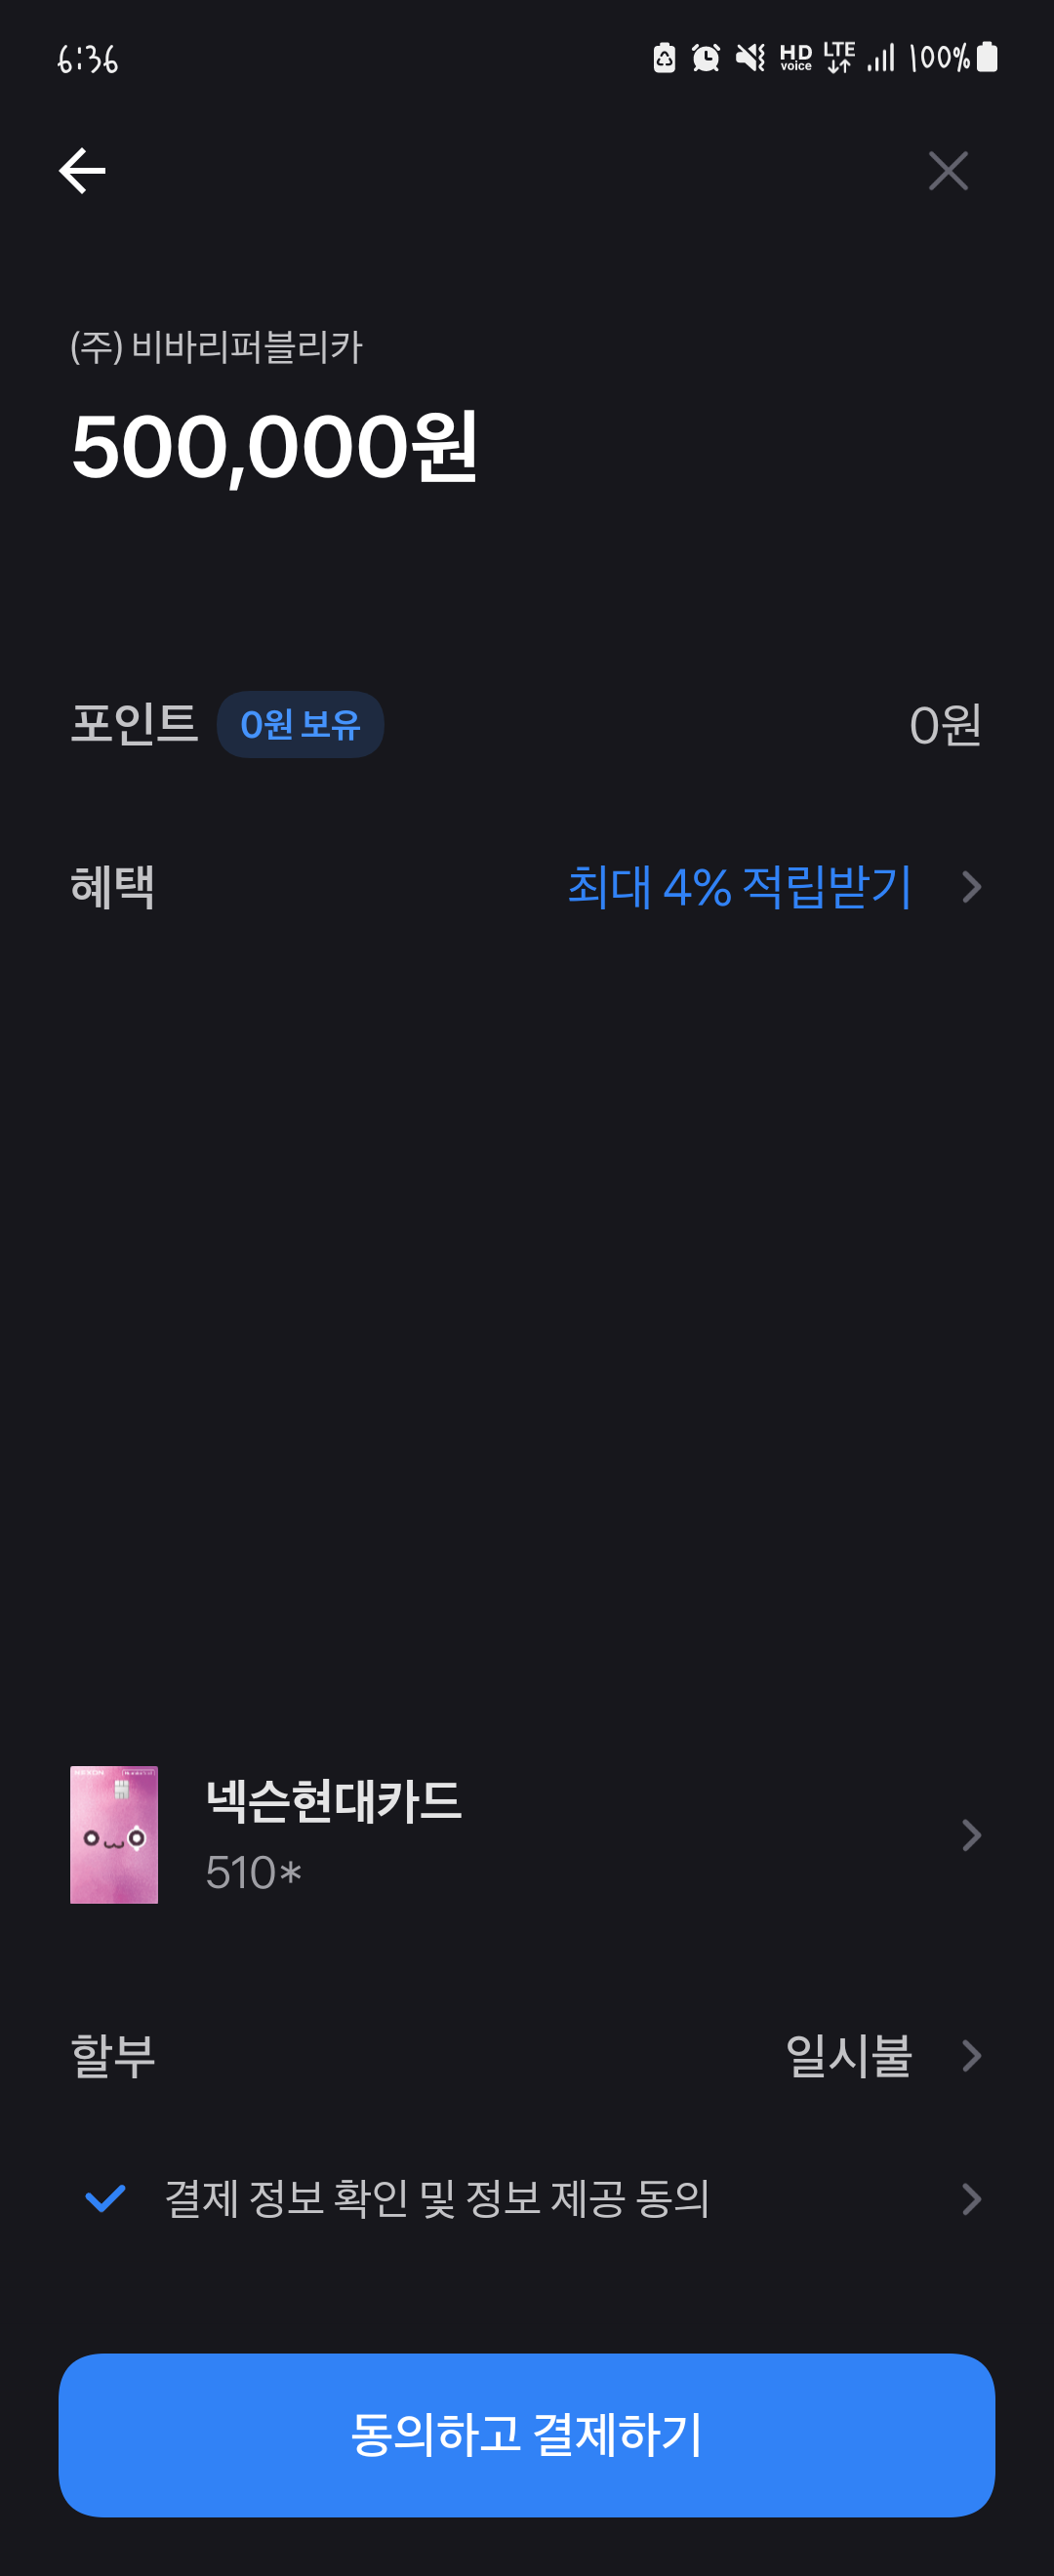 6:36
HD voice LTE 100%
(주) 비바리퍼블리카
500,000원
포인트 0원 보유 0원
혜택 최대 4% 적립받기
NEXON
넥슨현대카드
510*
할부 일시불
결제 정보 확인 및 정보 제공 동의
동의하고 결제하기